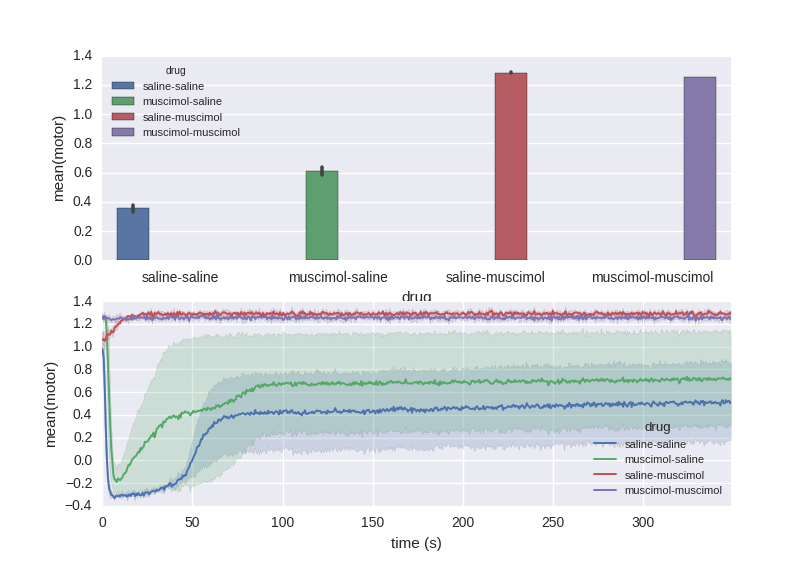 1.4
1.2
1.0
0.8
0.6
0.4
0.2
0.0
mean(motor)
drug
saline-saline
muscimol-saline
saline-muscimol
muscimol-muscimol
saline-saline muscimol-saline saline-muscimol muscimol-muscimol
drug
1.4
1.2
1.0
0.8
0.6
0.4
0.2
0.0
−0.2
−0.4
mean(motor)
drug
saline-saline
muscimol-saline
saline-muscimol
muscimol-muscimol
0 50 100 150 200 250 300
time (s)